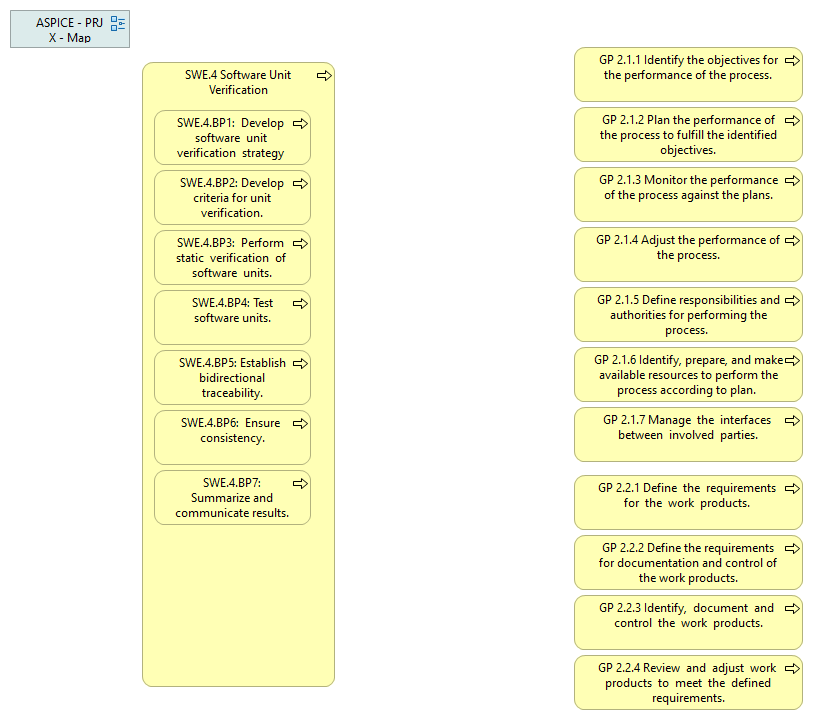 ASPICE - PRJ
X - Map
SWE.4 Software Unit
Verification
SWE.4.BP1: Develop
software unit
verification strategy
SWE.4.BP2: Develop
criteria for unit
verification.
SWE.4.BP3: Perform
static verification of
software units.
SWE.4.BP4: Test
software units.
SWE.4.BP5: Establish
bidirectional
traceability.
SWE.4.BP6: Ensure
consistency.
SWE.4.BP7:
Summarize and
communicate results.
GP 2.1.1 Identify the objectives for
the performance of the process.
GP 2.1.2 Plan the performance of
the process to fulfill the identified
objectives.
GP 2.1.3 Monitor the performance
of the process against the plans.
GP 2.1.4 Adjust the performance of
the process.
GP 2.1.5 Define responsibilities and
authorities for performing the
process.
GP 2.1.6 Identify, prepare, and make
available resources to perform the
process according to plan.
GP 2.1.7 Manage the interfaces
between involved parties.
GP 2.2.1 Define the requirements
for the work products.
GP 2.2.2 Define the requirements
for documentation and control of
the work products.
GP 2.2.3 Identify, document and
control the work products.
GP 2.2.4 Review and adjust work
products to meet the defined
requirements.